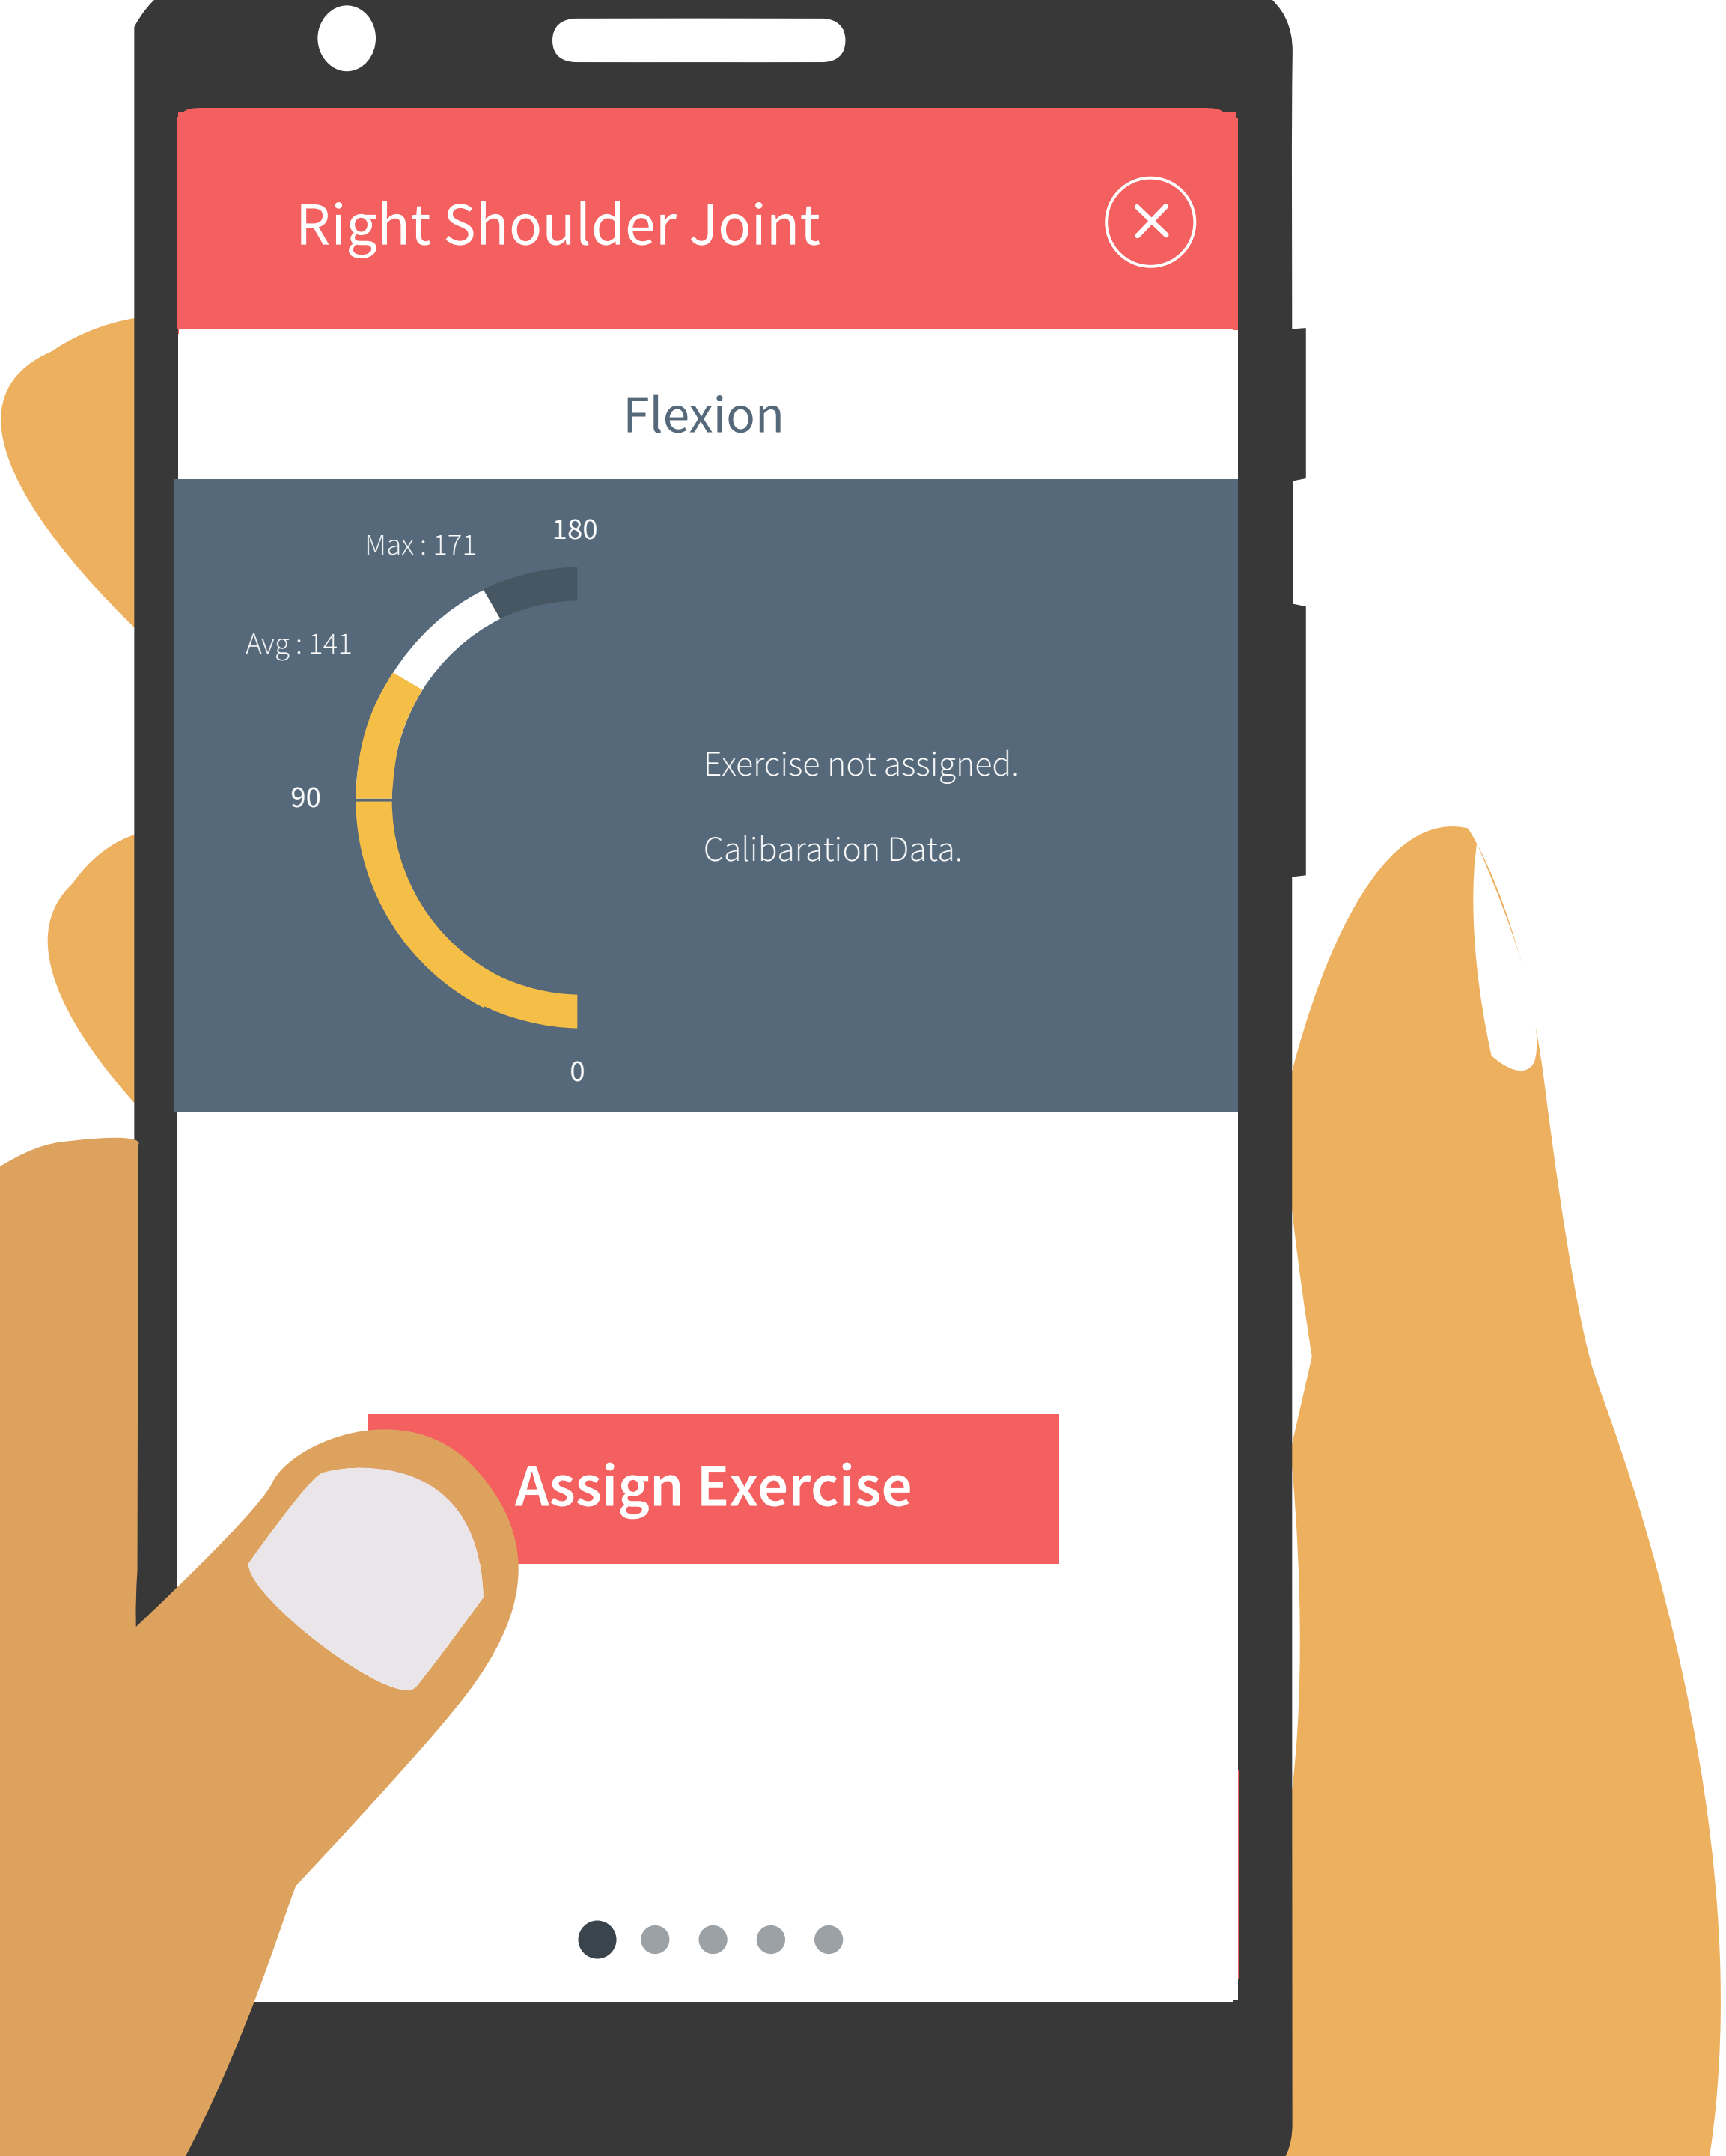 Right Shoulder Joint
Flexion
180
Max : 171
Avg : 141
90
Exercise not assigned.
Calibaration Data.
0
Assign Exercise